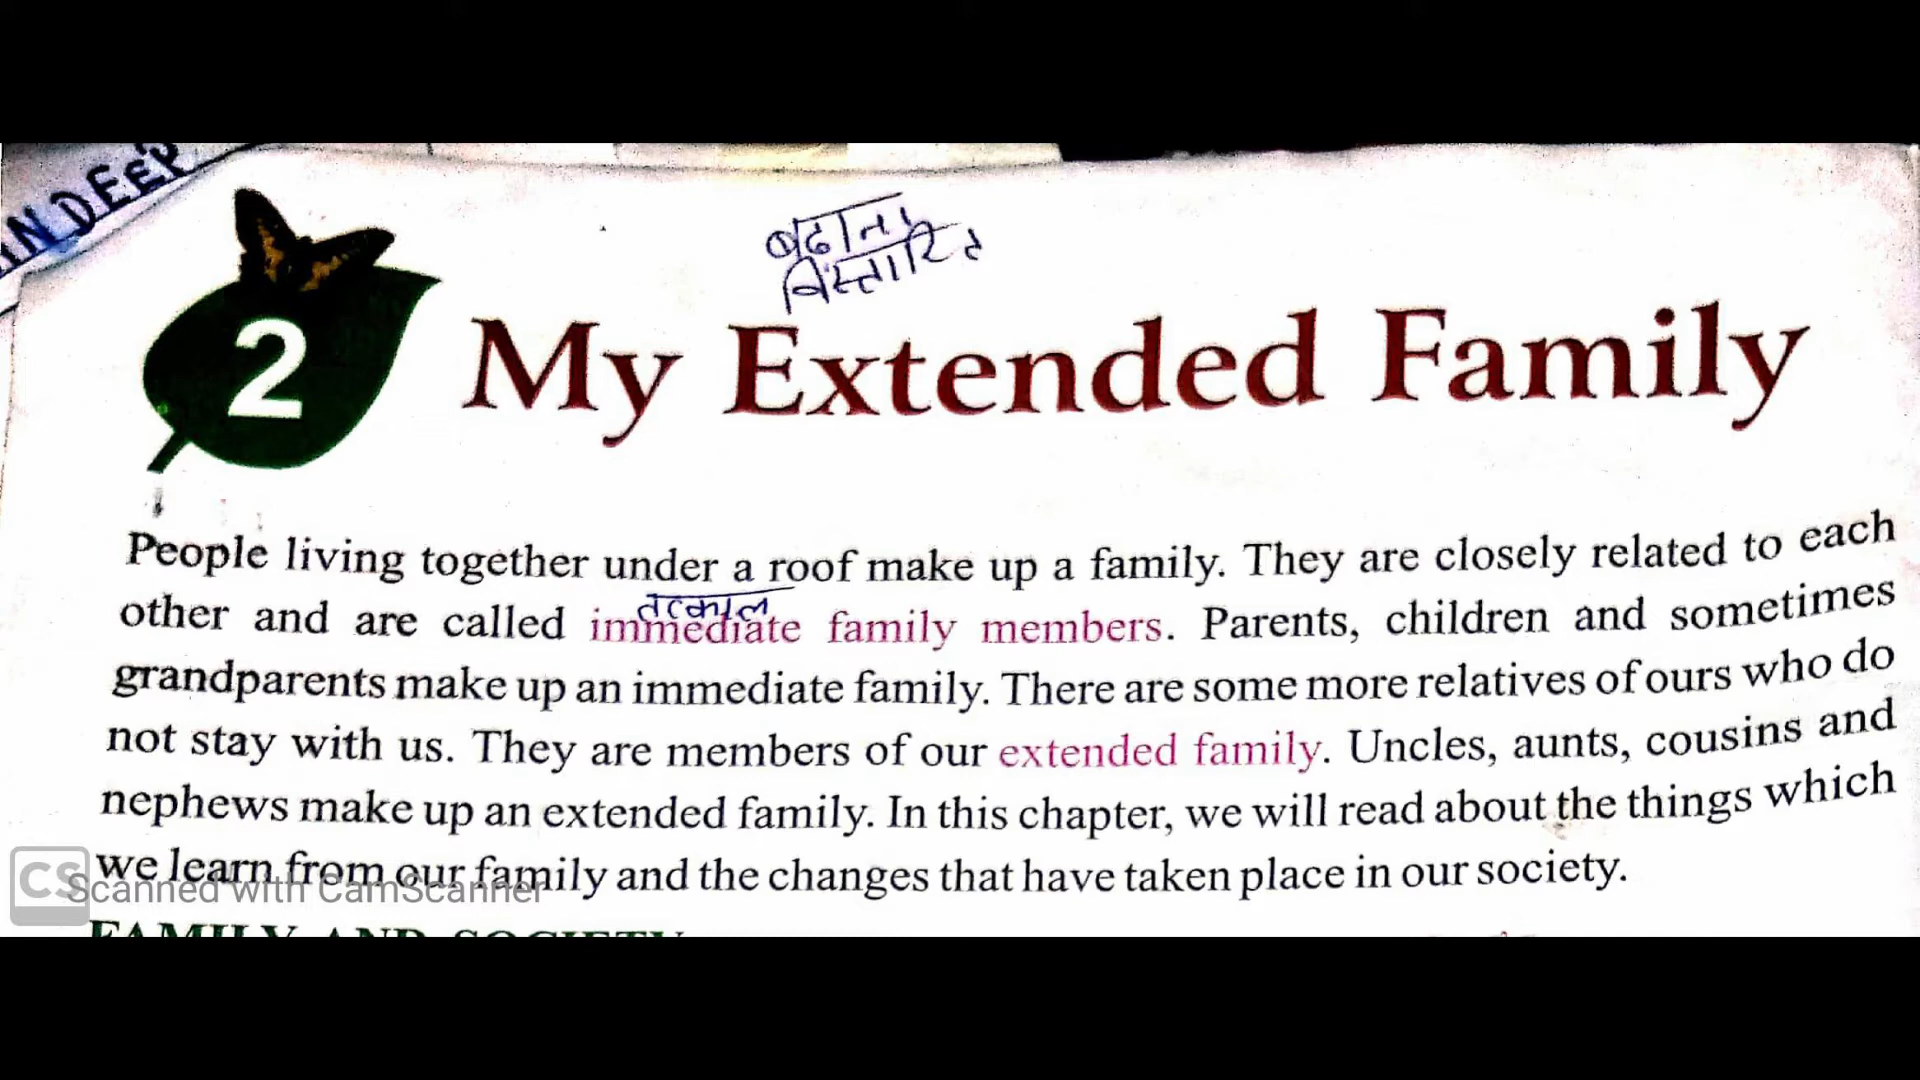 INDEEP
बढाना
विस्तारित
2 My Extended Family
People living together under a roof make up a family. They are closely related to each
तत्काल
other and are called immediate family members. Parents, children and sometimes
grandparents make up an immediate family. There are some more relatives of ours who do
not stay with us. They are members of our extended family. Uncles, aunts, cousins and
nephews make up an extended family. In this chapter, we will read about the things which
we learn from our family and the changes that have taken place in our society.
CS Scanned with CamScanner
FAMILY AND SOCIETY